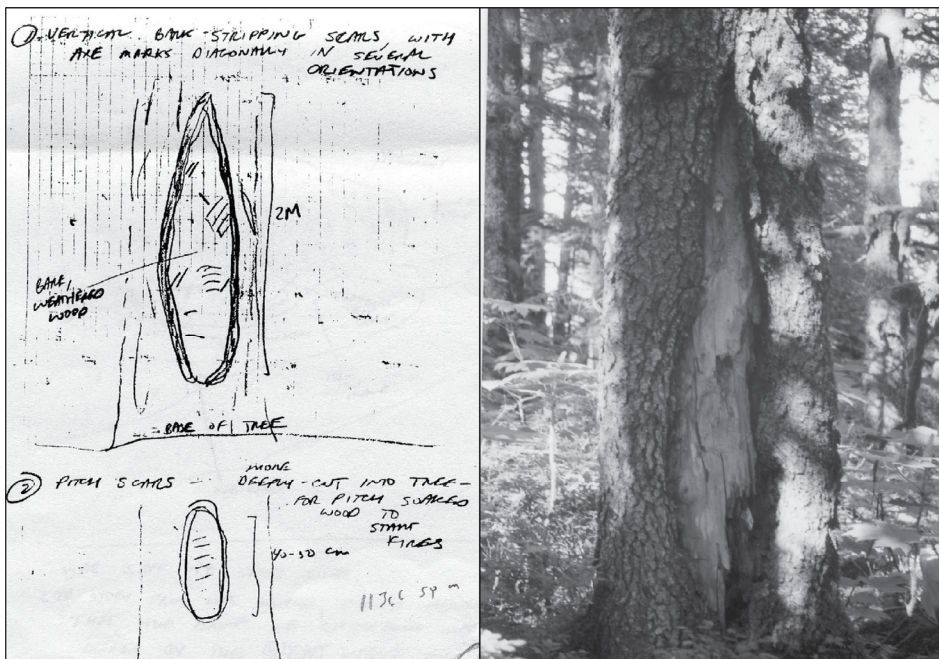 ① VERTICAL BARK-STRIPPING SCARS, WITH
AXE MARKS DIAGONALLY IN SEVERAL
ORIENTATIONS
2M
BARE,
WEATHERED
WOOD
BASE OF TREE
② PITCH SCARS - MORE
DEEPLY-CUT INTO TREE-
FOR PITCH SOAKED
WOOD TO
START
FIRES
40-50 cm